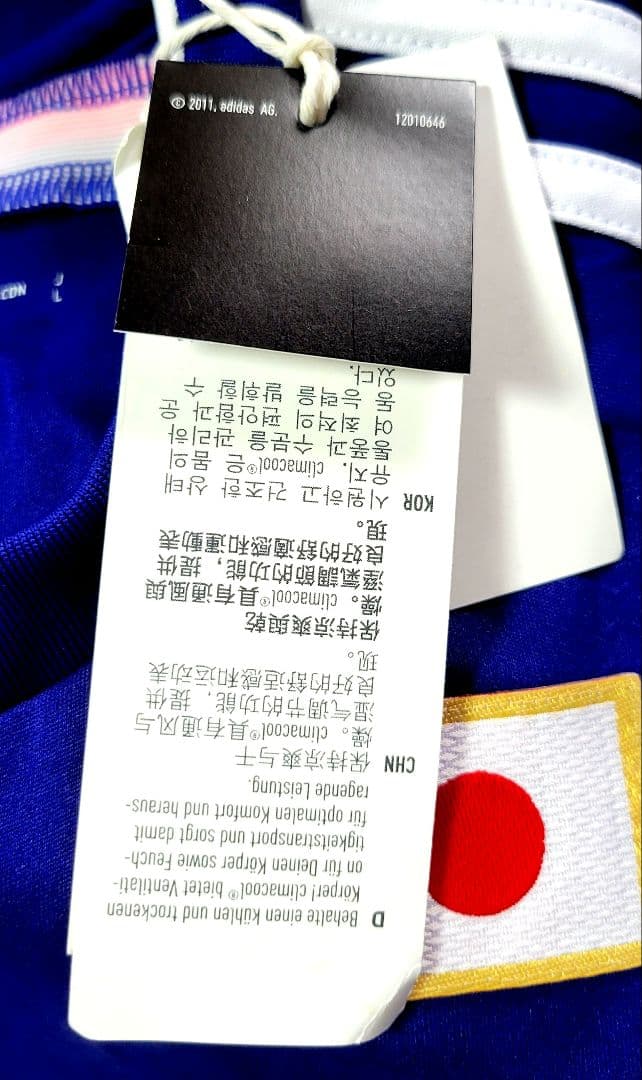 © 2011, adidas AG.
12010646
CDN
J
L
D Behalte einen kühlen und trockenen
Körper! climacool® bietet Ventilati-
on für Deinen Körper sowie Feuch-
tigkeitstransport und sorgt damit
für optimalen Komfort und heraus-
ragende Leistung.
CHN 保持凉爽与干
燥。climacool®具有通风与
湿气调节的功能，提供
良好的舒适感和运动表
现。
保持涼爽與乾
燥。climacool®具有通風與
溼氣調節的功能，提供
良好的舒適感和運動表
現。
KOR 시원하고 건조한 상태
유지. climacool®은 몸의
통풍과 수분을 관리하
여 최적의 편안함과 운
동 능력을 발휘할 수
있다.